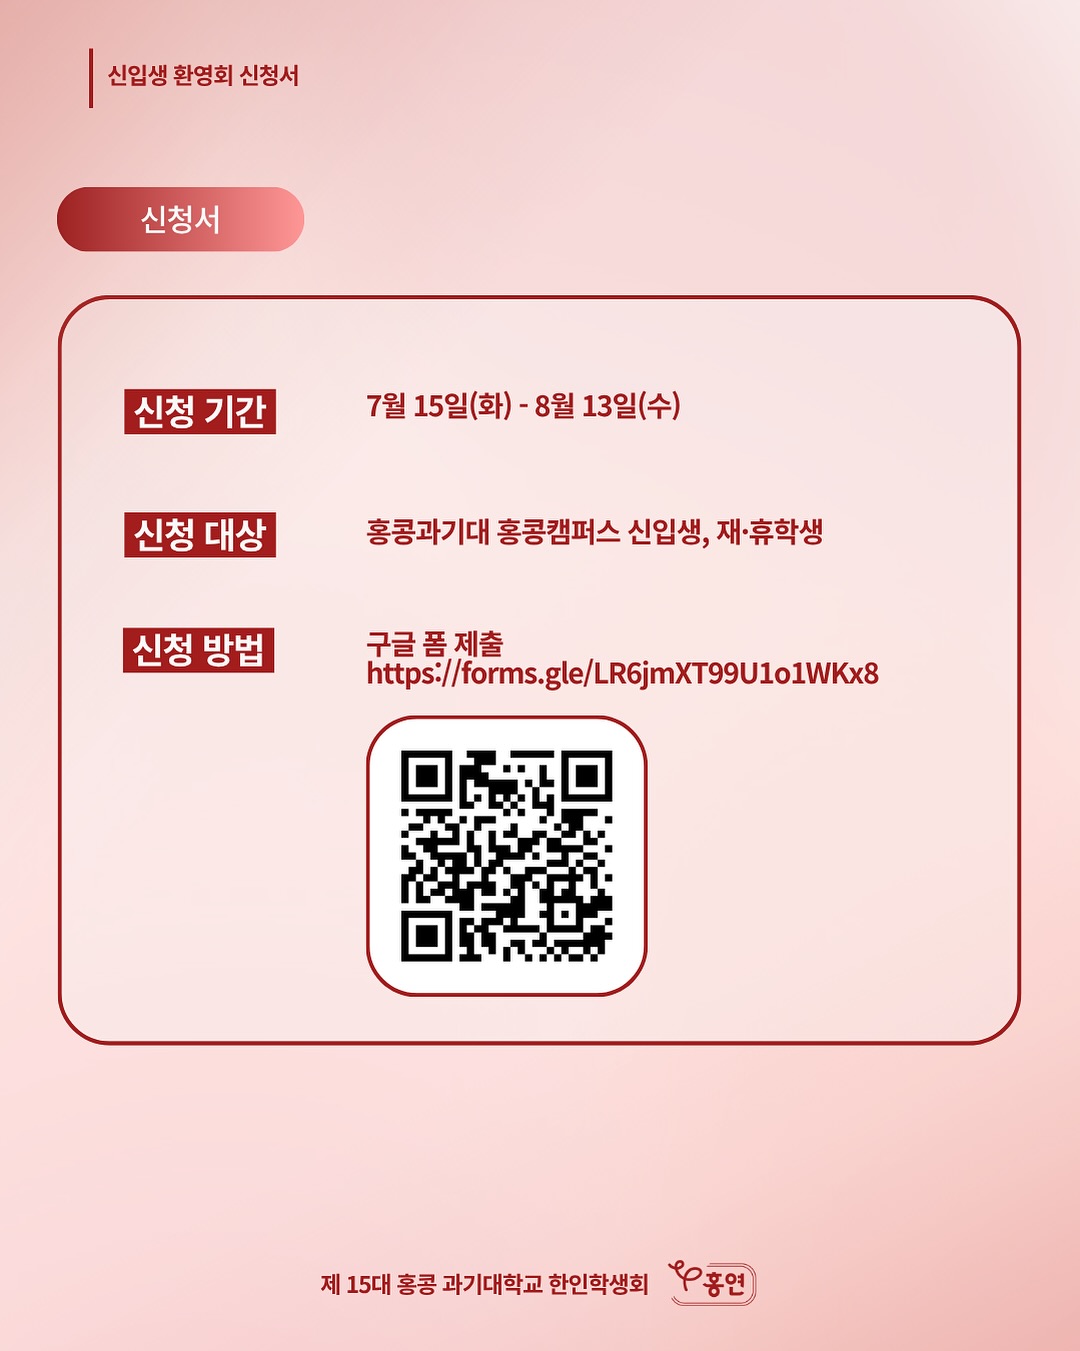 신입생 환영회 신청서
신청서
신청 기간
7월 15일(화) - 8월 13일(수)
신청 대상
홍콩과기대 홍콩캠퍼스 신입생, 재·휴학생
신청 방법
구글 폼 제출
https://forms.gle/LR6jmXT99U1o1WKx8
제 15대 홍콩 과기대학교 한인학생회
홍연